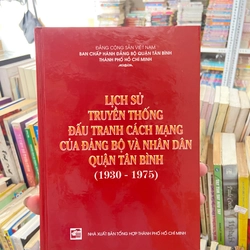 ĐẢNG CỘNG SẢN VIỆT NAM
BAN CHẤP HÀNH ĐẢNG BỘ QUẬN TÂN BÌNH
THÀNH PHỐ HỒ CHÍ MINH
LỊCH SỬ
TRUYỀN THỐNG
ĐẤU TRANH CÁCH MẠNG
CỦA ĐẢNG BỘ VÀ NHÂN DÂN
QUẬN TÂN BÌNH
(1930 - 1975)
NHÀ XUẤT BẢN TỔNG HỢP THÀNH PHỐ HỒ CHÍ MINH